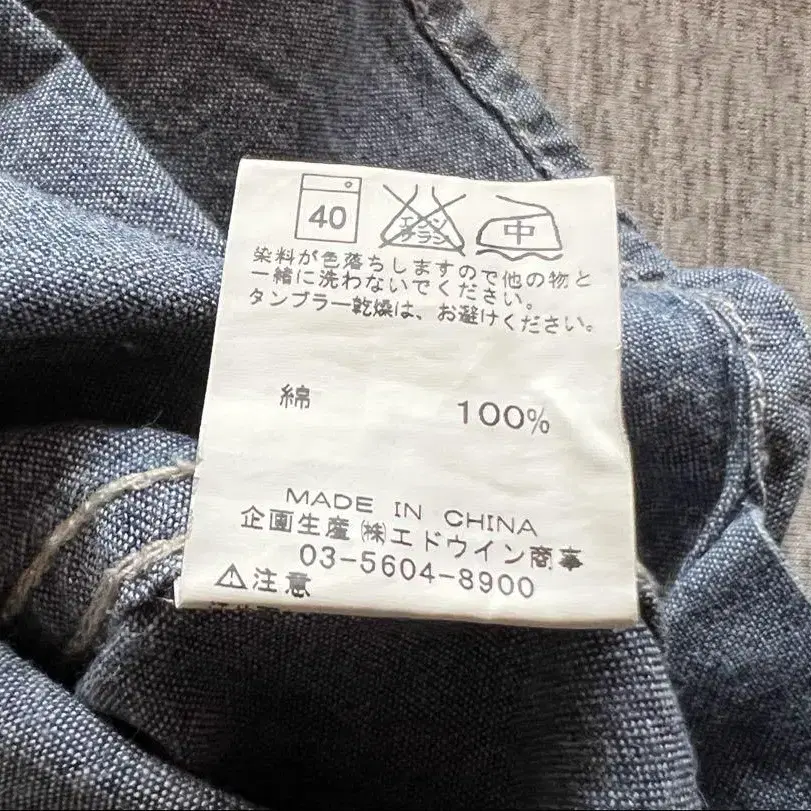 40
エンソ
サラシ
中
染料が色落ちしますので他の物と
一緒に洗わないでください。
タンブラー乾燥は、お避けください。
綿 100%
MADE IN CHINA
企画生産 ㈱エドウイン商事
03-5604-8900
⚠注意